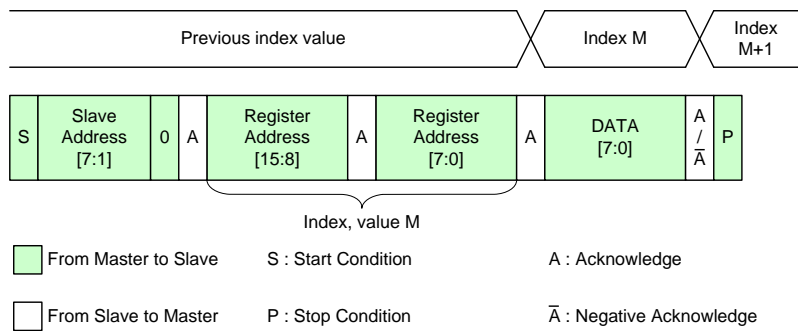 Previous index value
Index M
Index
M+1
S
Slave
Address
[7:1]
0
A
Register
Address
[15:8]
A
Register
Address
[7:0]
A
DATA
[7:0]
A
/
A̅
P
Index, value M
From Master to Slave
S : Start Condition
A : Acknowledge
From Slave to Master
P : Stop Condition
A̅ : Negative Acknowledge